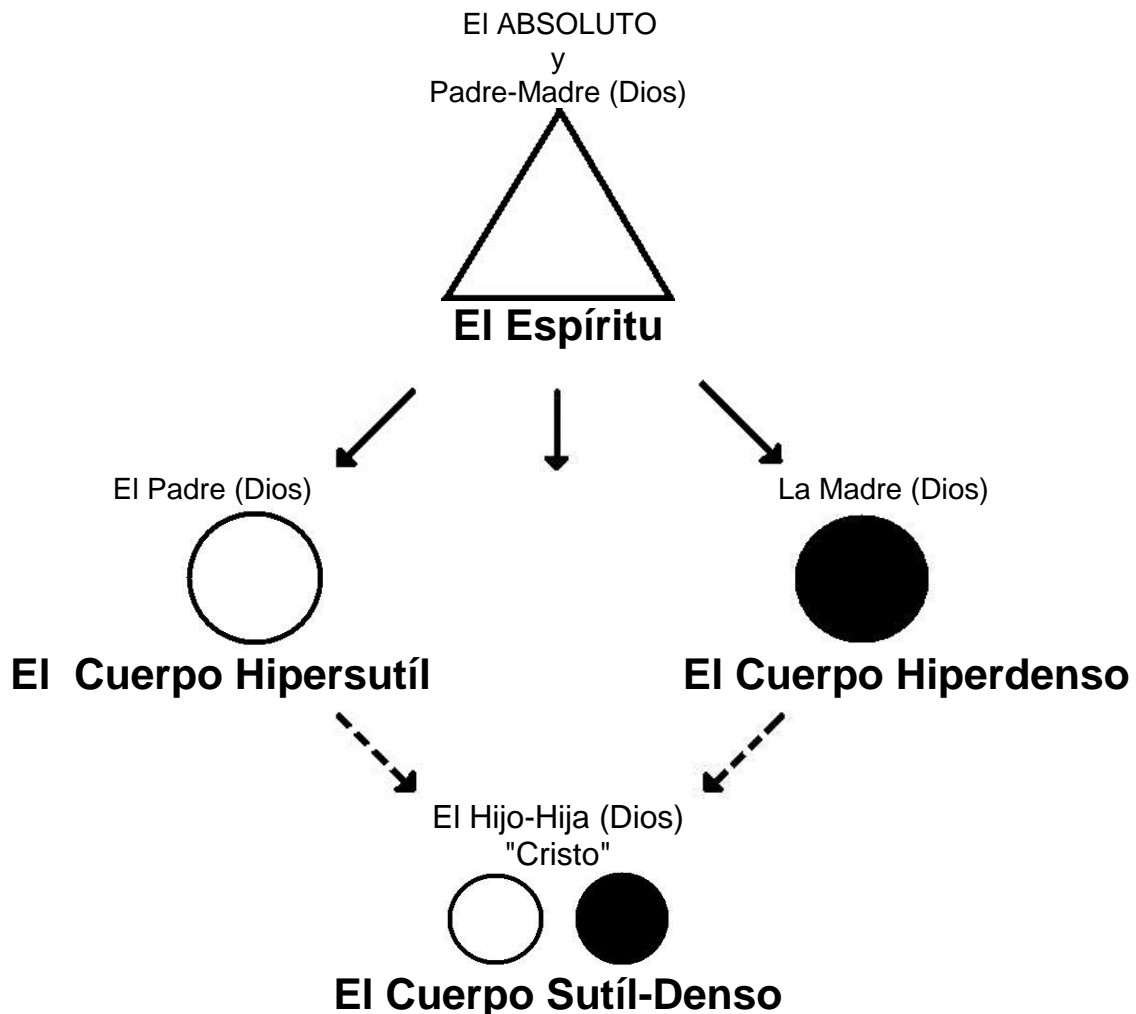 El ABSOLUTO
y
Padre-Madre (Dios)
El Espíritu
El Padre (Dios)
La Madre (Dios)
El Cuerpo Hipersutíl
El Cuerpo Hiperdenso
El Hijo-Hija (Dios)
"Cristo"
El Cuerpo Sutíl-Denso